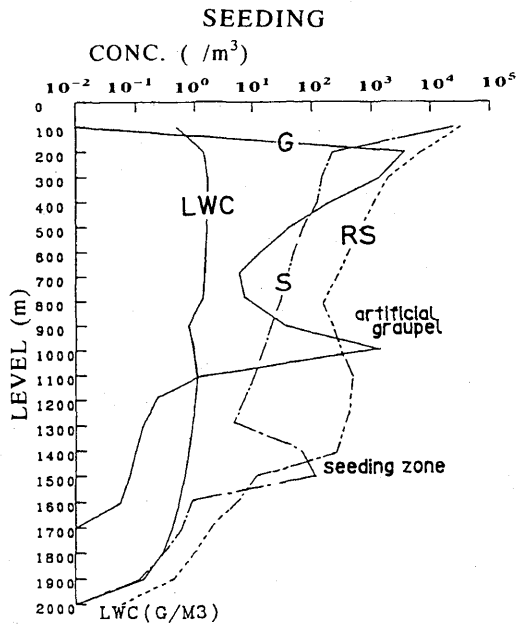 SEEDING
CONC. ( /m³)
10⁻² 10⁻¹ 10⁰ 10¹ 10² 10³ 10⁴ 10⁵
0
100
G
200
300
LWC
400
RS
500
600
700
S
800
artificial
graupel
900
1000
LEVEL (m)
1100
1200
1300
1400
seeding zone
1500
1600
1700
1800
1900
2000
LWC(G/M3)